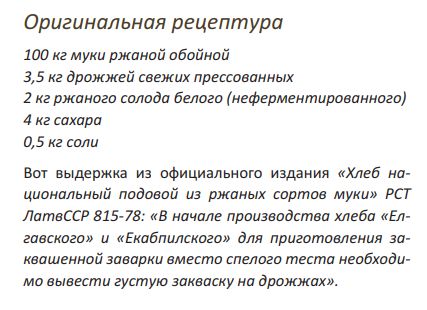 Оригинальная рецептура
100 кг муки ржаной обойной
3,5 кг дрожжей свежих прессованных
2 кг ржаного солода белого (неферментированного)
4 кг сахара
0,5 кг соли
Вот выдержка из официального издания «Хлеб на-
циональный подовой из ржаных сортов муки» РСТ
ЛатвССР 815-78: «В начале производства хлеба «Ел-
гавского» и «Екабпилского» для приготовления за-
квашенной заварки вместо спелого теста необходи-
мо вывести густую закваску на дрожжах».